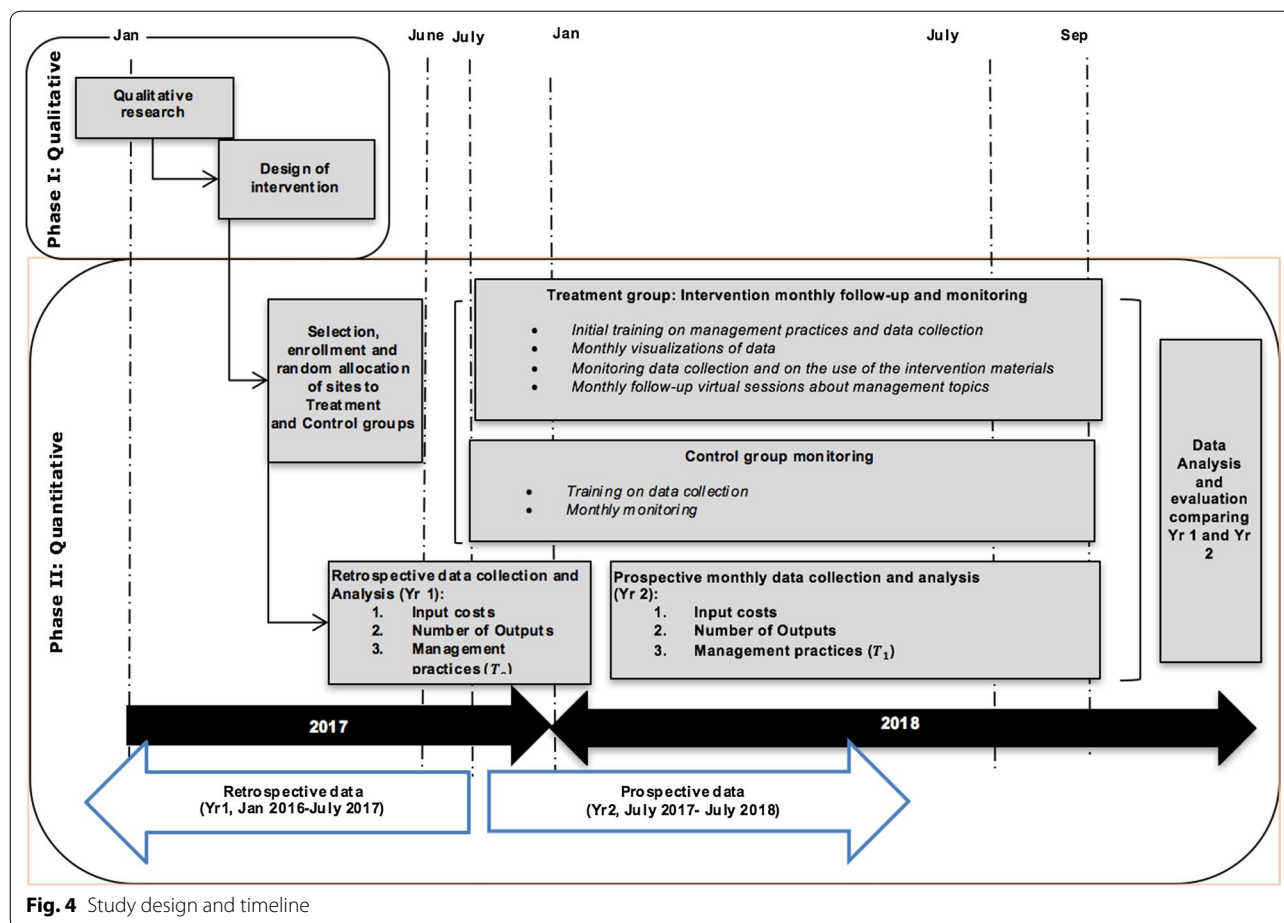 Jan June July Jan July Sep
Phase I: Qualitative
Qualitative
research
Design of
intervention
Phase II: Quantitative
Selection,
enrollment and
random allocation
of sites to
Treatment
and Control groups
Treatment group: Intervention monthly follow-up and monitoring
• Initial training on management practices and data collection
• Monthly visualizations of data
• Monitoring data collection and on the use of the intervention materials
• Monthly follow-up virtual sessions about management topics
Control group monitoring
• Training on data collection
• Monthly monitoring
Retrospective data collection and
Analysis (Yr 1):
1. Input costs
2. Number of Outputs
3. Management
practices
Prospective monthly data collection and analysis
(Yr 2):
1. Input costs
2. Number of Outputs
3. Management practices (T₁)
Data
Analysis
and
evaluation
comparing
Yr 1 and Yr
2
2017
2018
Retrospective data
(Yr1, Jan 2016-July 2017)
Prospective data
(Yr2, July 2017- July 2018)
Fig. 4 Study design and timeline